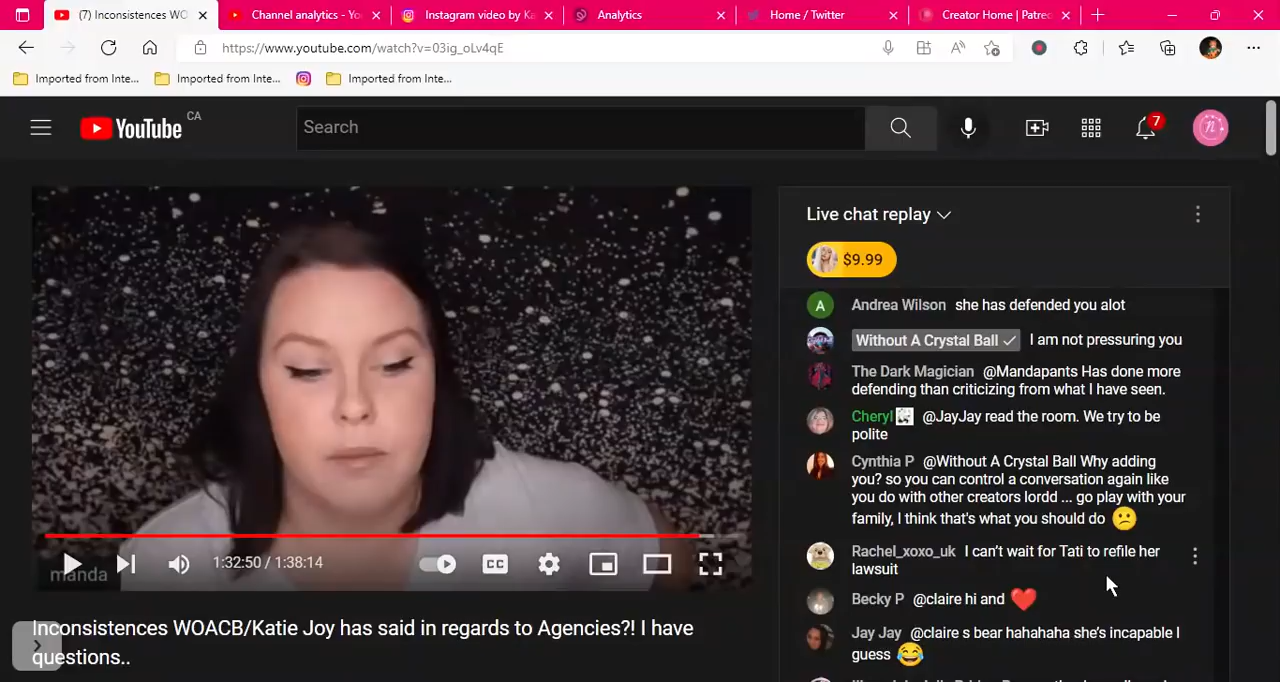 (7) Inconsistences WO
Channel analytics - Yo
Instagram video by Ka
Analytics
Home / Twitter
Creator Home | Patreo
https://www.youtube.com/watch?v=03ig_oLv4qE
Imported from Inte...
Imported from Inte...
Imported from Inte...
YouTube CA
Search
7
Live chat replay
$9.99
A Andrea Wilson she has defended you alot
Without A Crystal Ball I am not pressuring you
The Dark Magician @Mandapants Has done more
defending than criticizing from what I have seen.
Cheryl @JayJay read the room. We try to be
polite
Cynthia P @Without A Crystal Ball Why adding
you? so you can control a conversation again like
you do with other creators lordd ... go play with your
family, I think that's what you should do 😕
Rachel_xoxo_uk I can't wait for Tati to refile her
lawsuit
Becky P @claire hi and ❤️
Jay Jay @claire s bear hahahaha she's incapable I
guess 😂
manda
1:32:50 / 1:38:14
CC
Inconsistences WOACB/Katie Joy has said in regards to Agencies?! I have
questions..